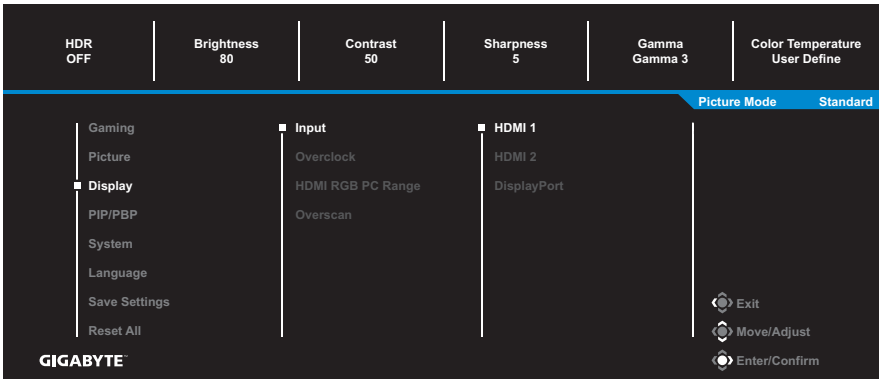 HDR Brightness Contrast Sharpness Gamma Color Temperature
OFF 80 50 5 Gamma 3 User Define
Picture Mode Standard
Gaming Input HDMI 1
Picture Overclock HDMI 2
Display HDMI RGB PC Range DisplayPort
PIP/PBP Overscan
System
Language
Save Settings Exit
Reset All Move/Adjust
GIGABYTE™ Enter/Confirm